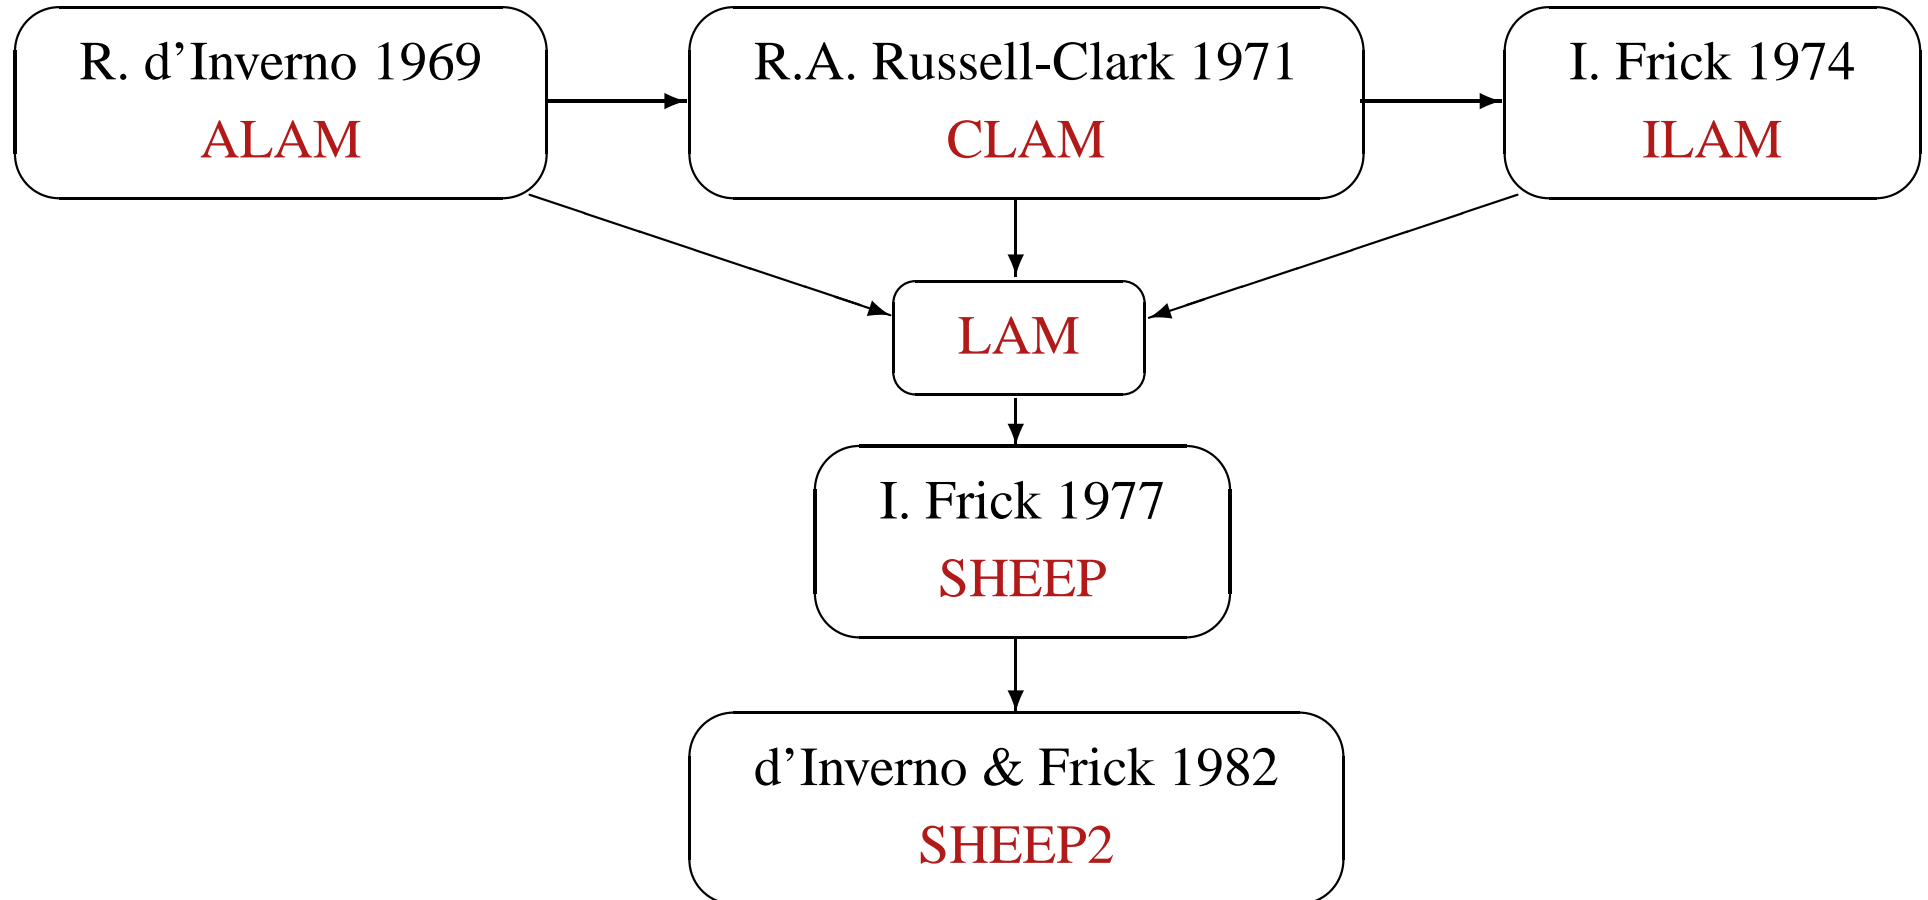 R. d'Inverno 1969
ALAM
R.A. Russell-Clark 1971
CLAM
I. Frick 1974
ILAM
LAM
I. Frick 1977
SHEEP
d'Inverno & Frick 1982
SHEEP2